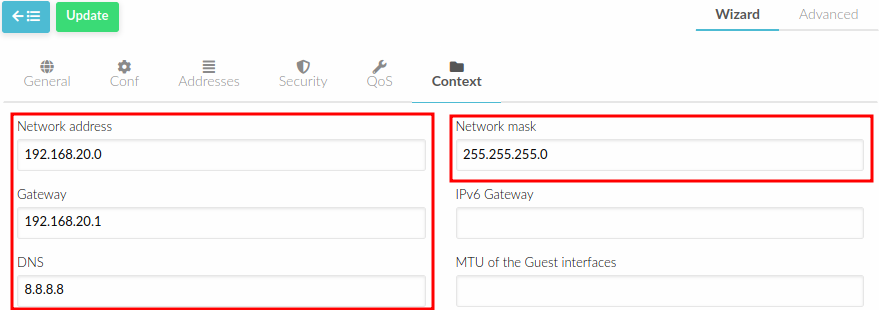 Update
Wizard
Advanced
General
Conf
Addresses
Security
QoS
Context
Network address
Network mask
192.168.20.0
255.255.255.0
Gateway
IPv6 Gateway
192.168.20.1
DNS
MTU of the Guest interfaces
8.8.8.8